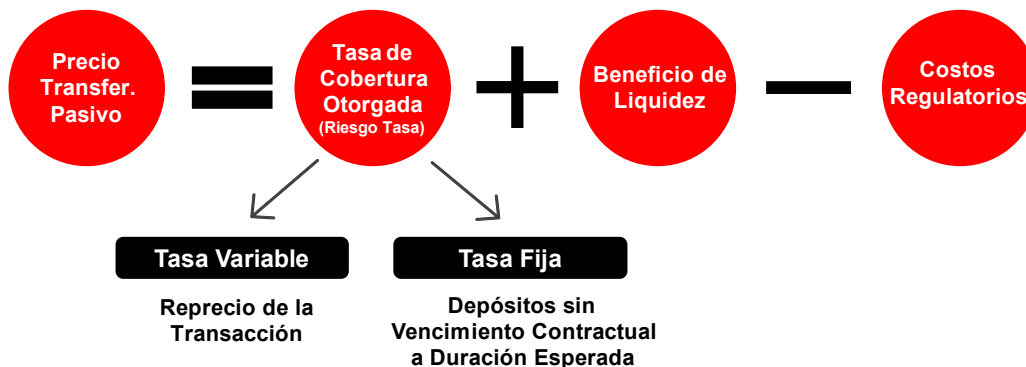 Precio
Transfer.
Pasivo
=
Tasa de
Cobertura
Otorgada
(Riesgo Tasa)
+
Beneficio de
Liquidez
—
Costos
Regulatorios
Tasa Variable
Reprecio de la
Transacción
Tasa Fija
Depósitos sin
Vencimiento Contractual
a Duración Esperada